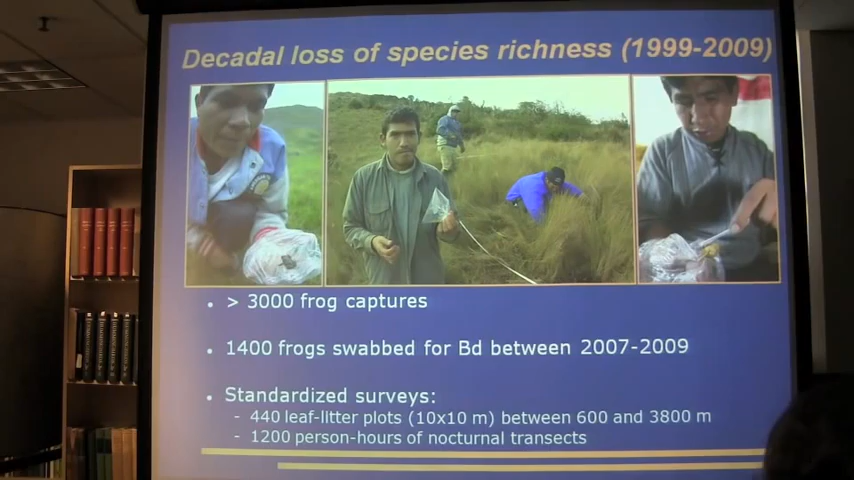 Decadal loss of species richness (1999-2009)
• > 3000 frog captures
• 1400 frogs swabbed for Bd between 2007-2009
• Standardized surveys:
- 440 leaf-litter plots (10x10 m) between 600 and 3800 m
- 1200 person-hours of nocturnal transects